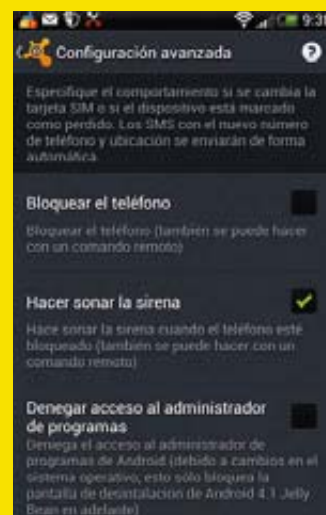 9:38
Configuración avanzada
Especifique el comportamiento si se cambia la
tarjeta SIM o si el dispositivo está marcado
como perdido. Los SMS con el nuevo número
de teléfono y ubicación se enviarán de forma
automática.
Bloquear el teléfono
Bloquear el teléfono (también se puede hacer
con un comando remoto)
Hacer sonar la sirena
Hace sonar la sirena cuando el teléfono esté
bloqueado (también se puede hacer con un
comando remoto)
Denegar acceso al administrador
de programas
Deniega el acceso al administrador de
programas de Android (debido a cambios en el
sistema operativo, esto sólo bloquea la
pantalla de desintalación de Android 4.1 Jelly
Bean en adelante)